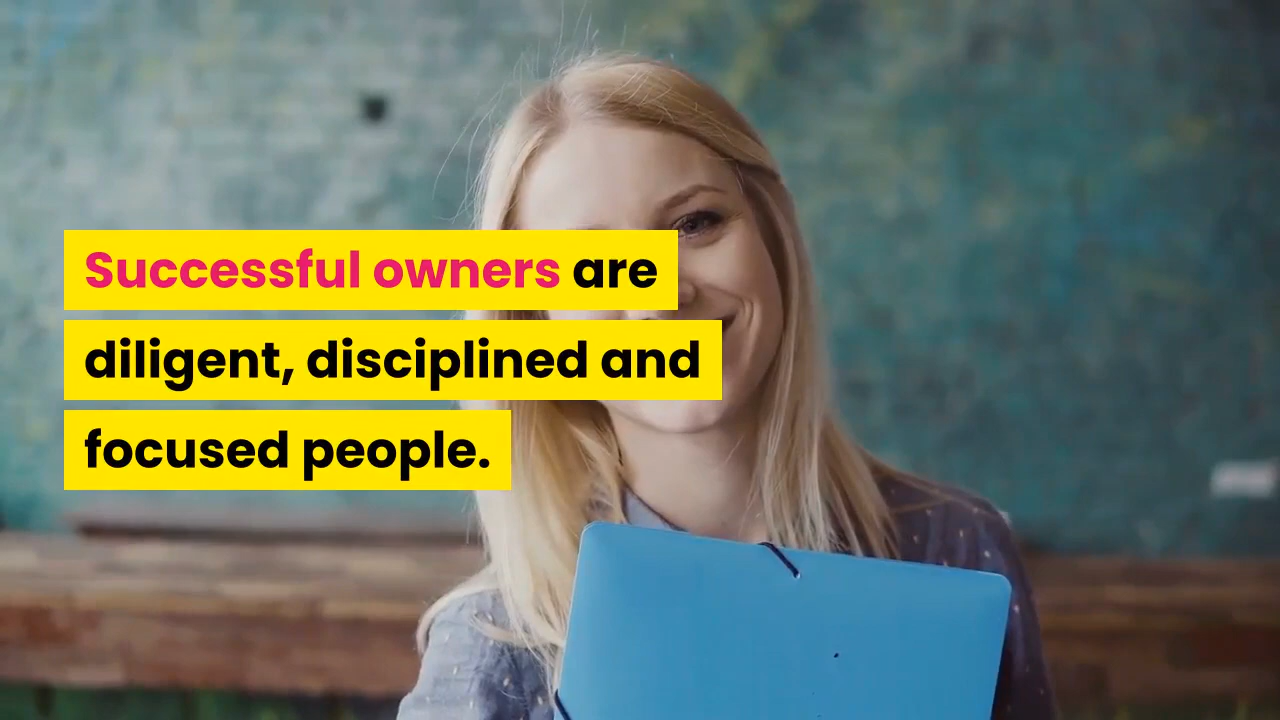 Successful owners are
diligent, disciplined and
focused people.